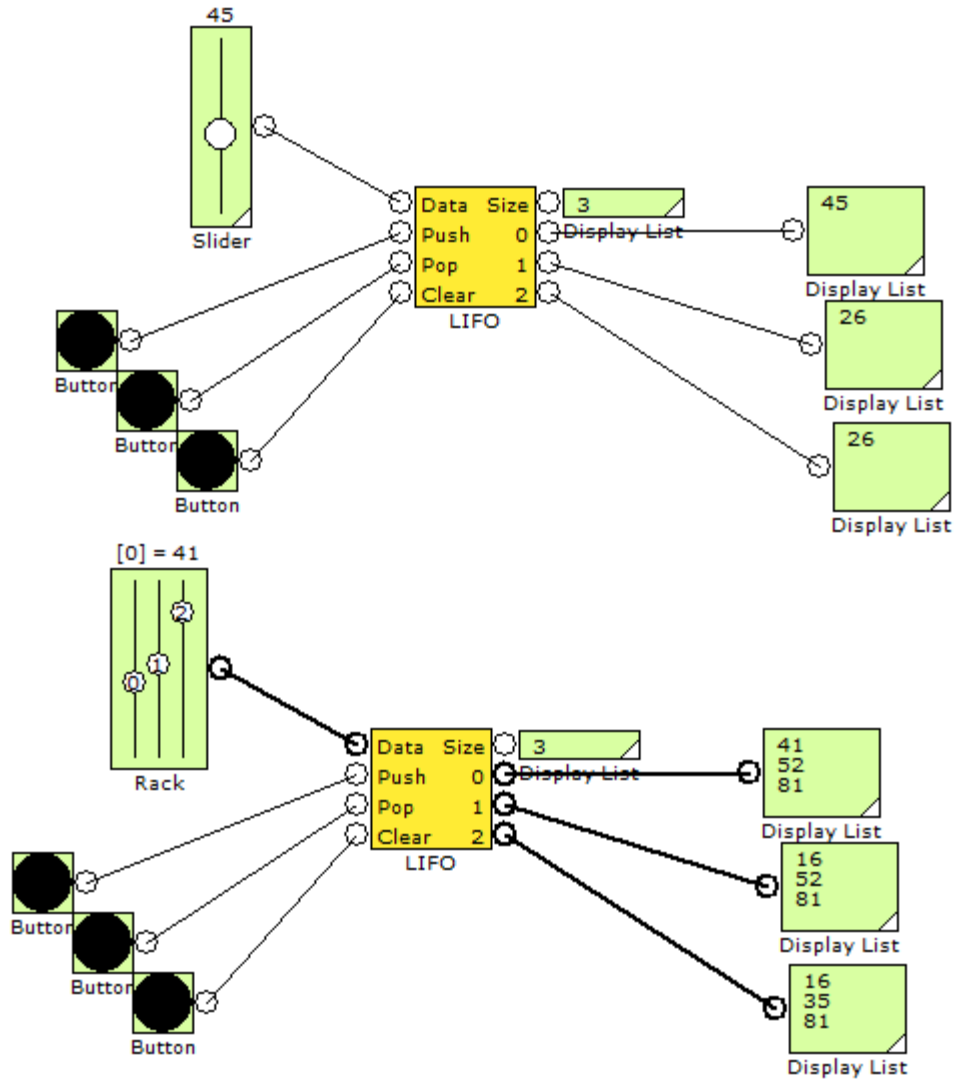 45
Slider
Data Size
Push 0
Pop 1
Clear 2
LIFO
3
Display List
45
Display List
26
Display List
26
Display List
Button
Button
Button
[0] = 41
0
1
2
Rack
Data Size
Push 0
Pop 1
Clear 2
LIFO
3
Display List
41
52
81
Display List
16
52
81
Display List
16
35
81
Display List
Button
Button
Button